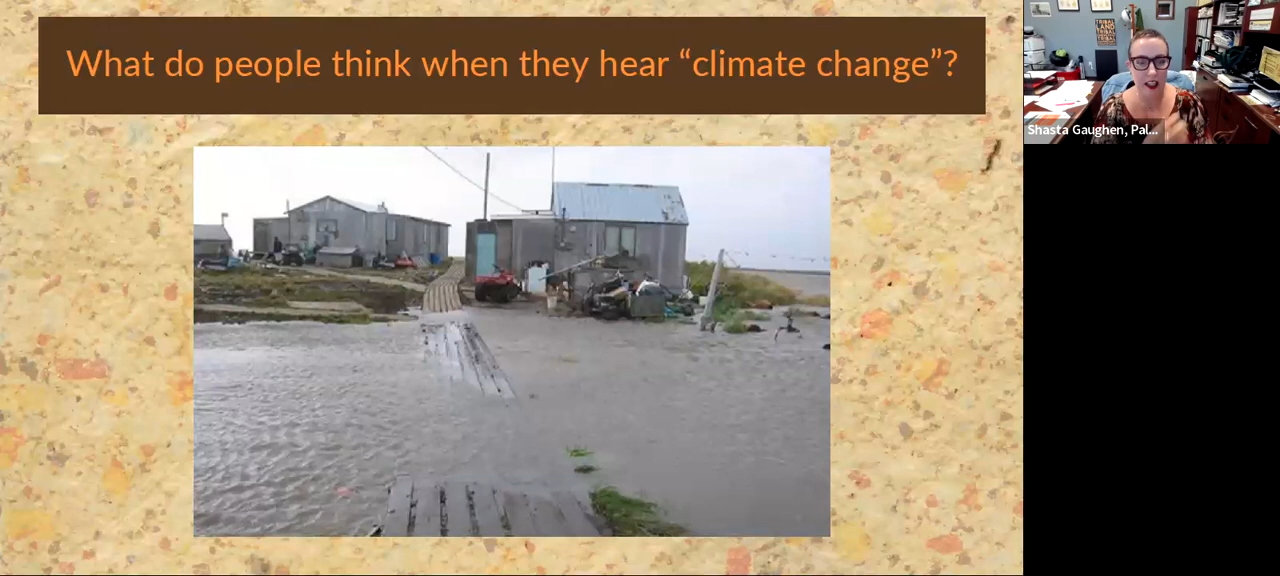 What do people think when they hear “climate change”?
Shasta Gaughen, Pal...